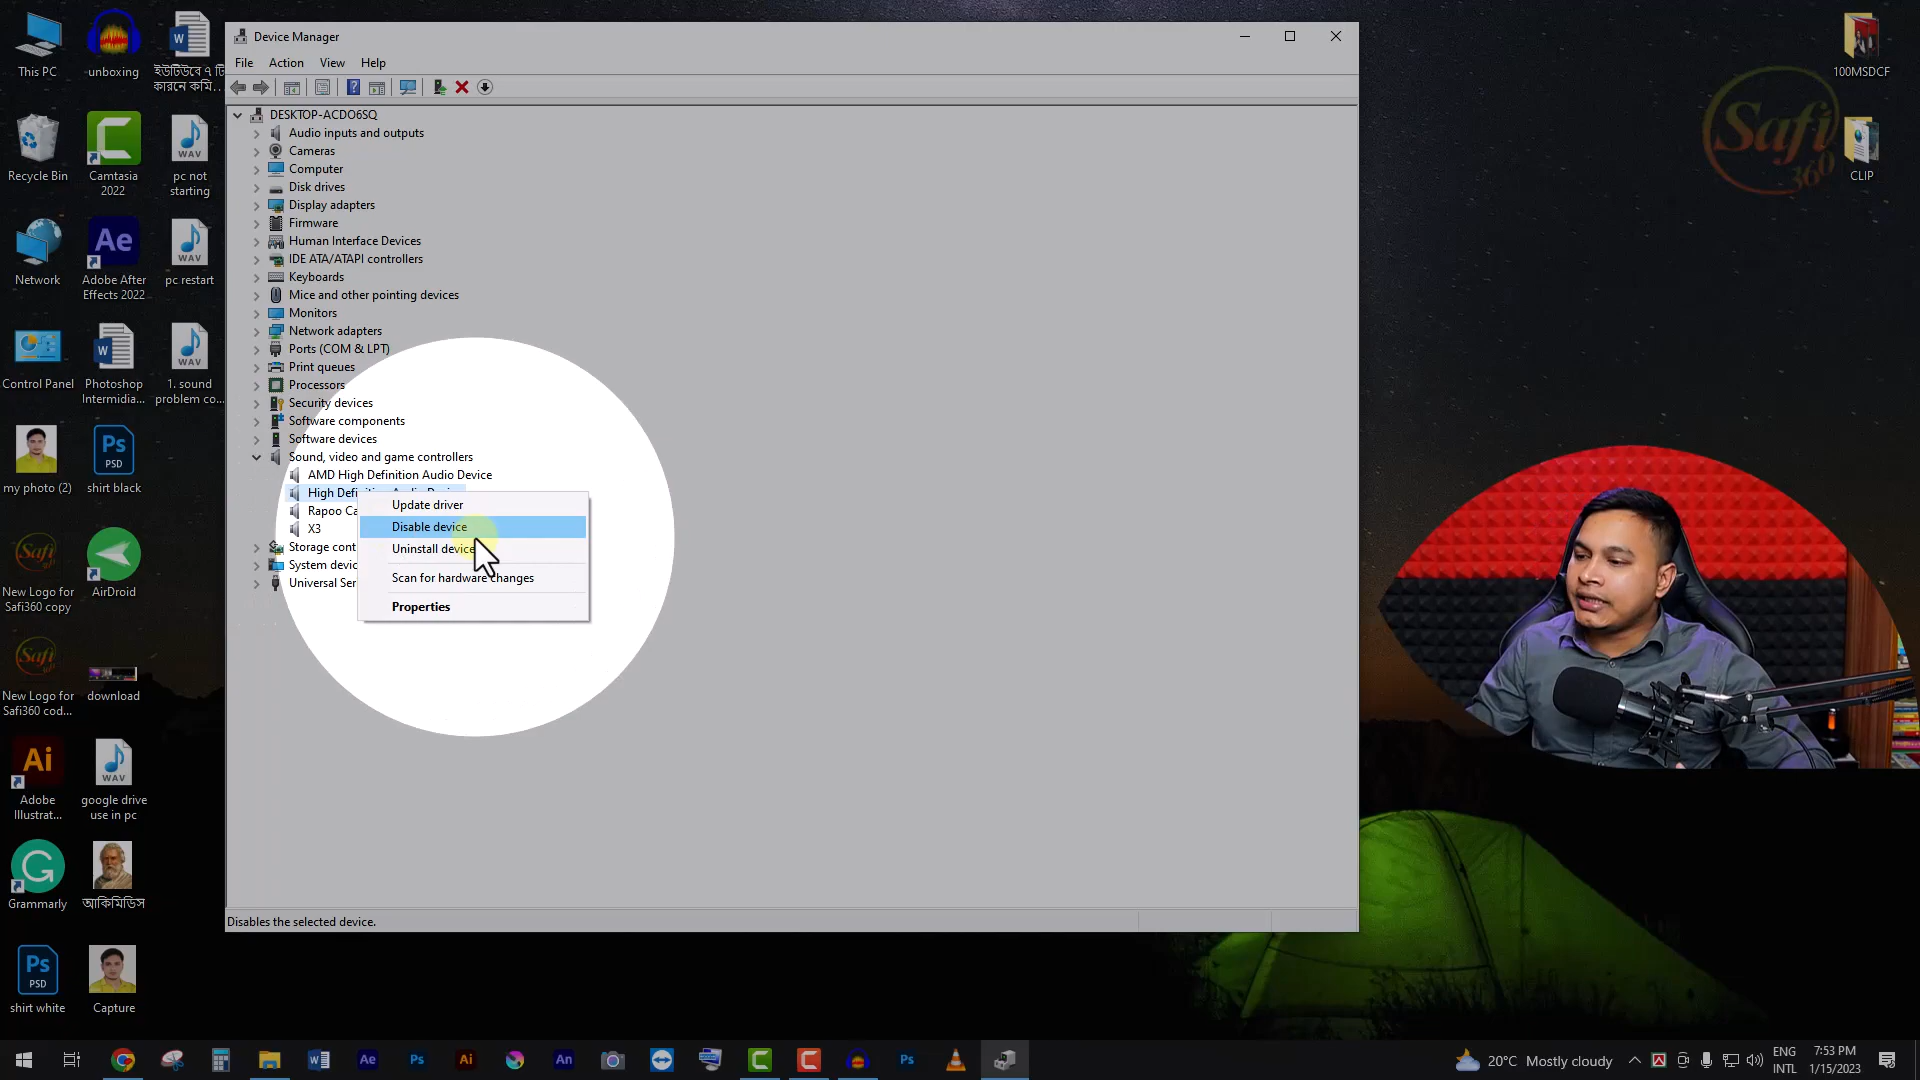 This PC
unboxing
ইউটিউবে ৭ টি
কারনে কমি...
Recycle Bin
Camtasia
2022
pc not
starting
Network
Adobe After
Effects 2022
pc restart
Control Panel
Photoshop
Intermidia...
1. sound
problem co...
my photo (2)
shirt black
New Logo for
Safi360 copy
AirDroid
New Logo for
Safi360 cod...
download
Adobe
Illustrat...
google drive
use in pc
Grammarly
আর্কিমিডিস
shirt white
Capture
Device Manager
File Action View Help
DESKTOP-ACDO6SQ
Audio inputs and outputs
Cameras
Computer
Disk drives
Display adapters
Firmware
Human Interface Devices
IDE ATA/ATAPI controllers
Keyboards
Mice and other pointing devices
Monitors
Network adapters
Ports (COM & LPT)
Print queues
Processors
Security devices
Software components
Software devices
Sound, video and game controllers
AMD High Definition Audio Device
High Definition Audio Device
Rapoo Ca
X3
Storage cont
System devic
Universal Ser
Update driver
Disable device
Uninstall device
Scan for hardware changes
Properties
Disables the selected device.
100MSDCF
CLIP
Safi
360
20°C Mostly cloudy
ENG
INTL
7:53 PM
1/15/2023